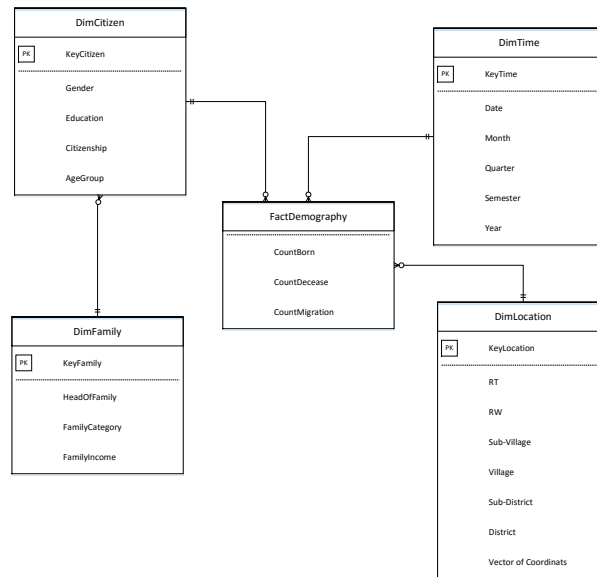 DimCitizen
PK
KeyCitizen
Gender
Education
Citizenship
AgeGroup
DimTime
PK
KeyTime
Date
Month
Quarter
Semester
Year
FactDemography
CountBorn
CountDecease
CountMigration
DimFamily
PK
KeyFamily
HeadOfFamily
FamilyCategory
FamilyIncome
DimLocation
PK
KeyLocation
RT
RW
Sub-Village
Village
Sub-District
District
Vector of Coordinats